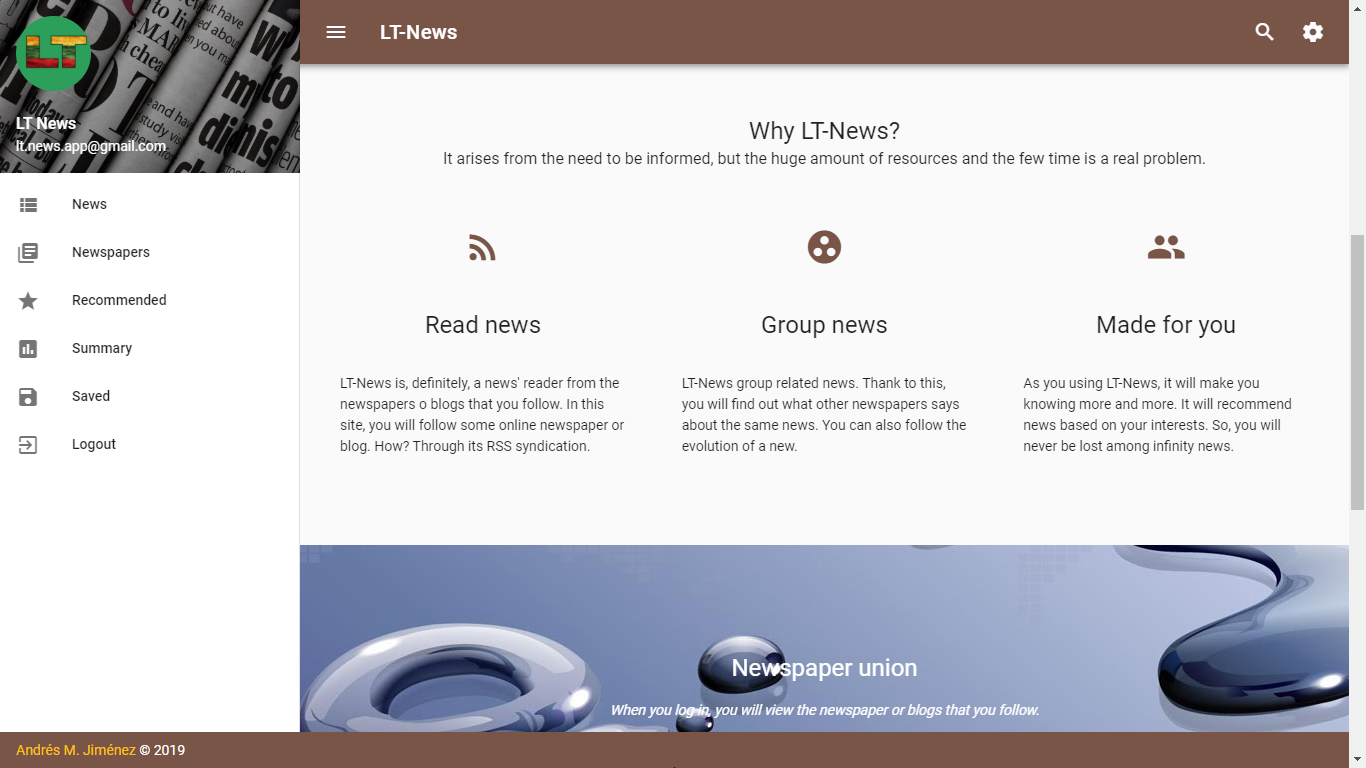 LT
LT News
lt.news.app@gmail.com
News
Newspapers
Recommended
Summary
Saved
Logout
LT-News
Why LT-News?
It arises from the need to be informed, but the huge amount of resources and the few time is a real problem.
Read news
LT-News is, definitely, a news' reader from the
newspapers o blogs that you follow. In this
site, you will follow some online newspaper or
blog. How? Through its RSS syndication.
Group news
LT-News group related news. Thank to this,
you will find out what other newspapers says
about the same news. You can also follow the
evolution of a new.
Made for you
As you using LT-News, it will make you
knowing more and more. It will recommend
news based on your interests. So, you will
never be lost among infinity news.
Newspaper union
When you log in, you will view the newspaper or blogs that you follow.
Andrés M. Jiménez © 2019